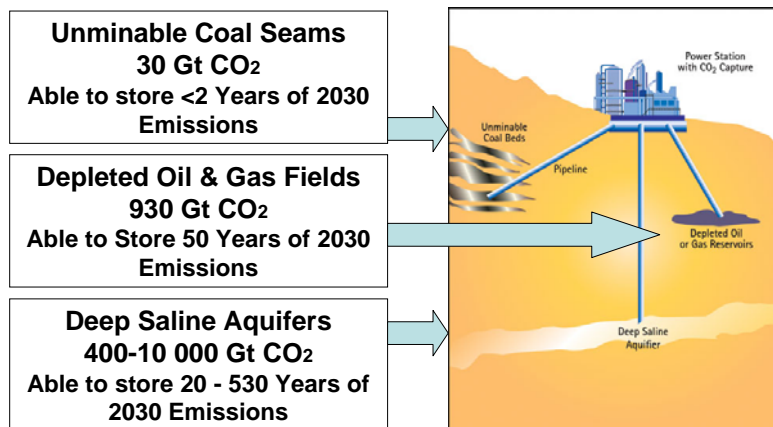 Unminable Coal Seams
30 Gt CO2
Able to store <2 Years of 2030
Emissions
Depleted Oil & Gas Fields
930 Gt CO2
Able to Store 50 Years of 2030
Emissions
Deep Saline Aquifers
400-10 000 Gt CO2
Able to store 20 - 530 Years of
2030 Emissions
Power Station
with CO2 Capture
Unminable
Coal Beds
Pipeline
Depleted Oil
or Gas Reservoirs
Deep Saline
Aquifier